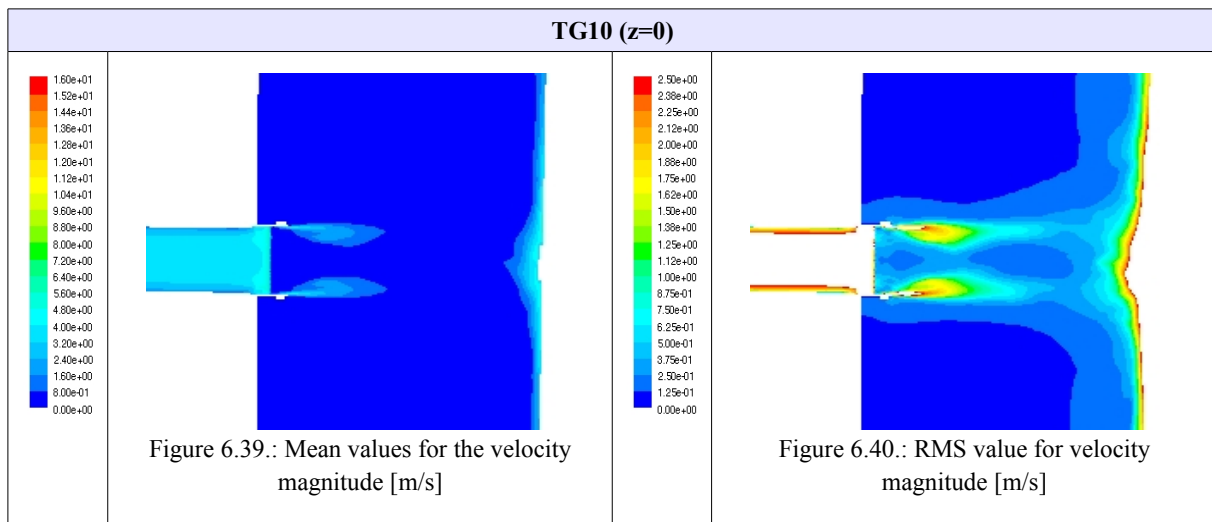 TG10 (z=0)
1.60e+01
1.52e+01
1.44e+01
1.36e+01
1.28e+01
1.20e+01
1.12e+01
1.04e+01
9.60e+00
8.80e+00
8.00e+00
7.20e+00
6.40e+00
5.60e+00
4.80e+00
4.00e+00
3.20e+00
2.40e+00
1.60e+00
8.00e-01
0.00e+00
Figure 6.39.: Mean values for the velocity
magnitude [m/s]
2.50e+00
2.38e+00
2.25e+00
2.13e+00
2.00e+00
1.88e+00
1.75e+00
1.62e+00
1.50e+00
1.38e+00
1.25e+00
1.12e+00
1.00e+00
8.75e-01
7.50e-01
6.25e-01
5.00e-01
3.75e-01
2.50e-01
1.25e-01
0.00e+00
Figure 6.40.: RMS value for velocity
magnitude [m/s]